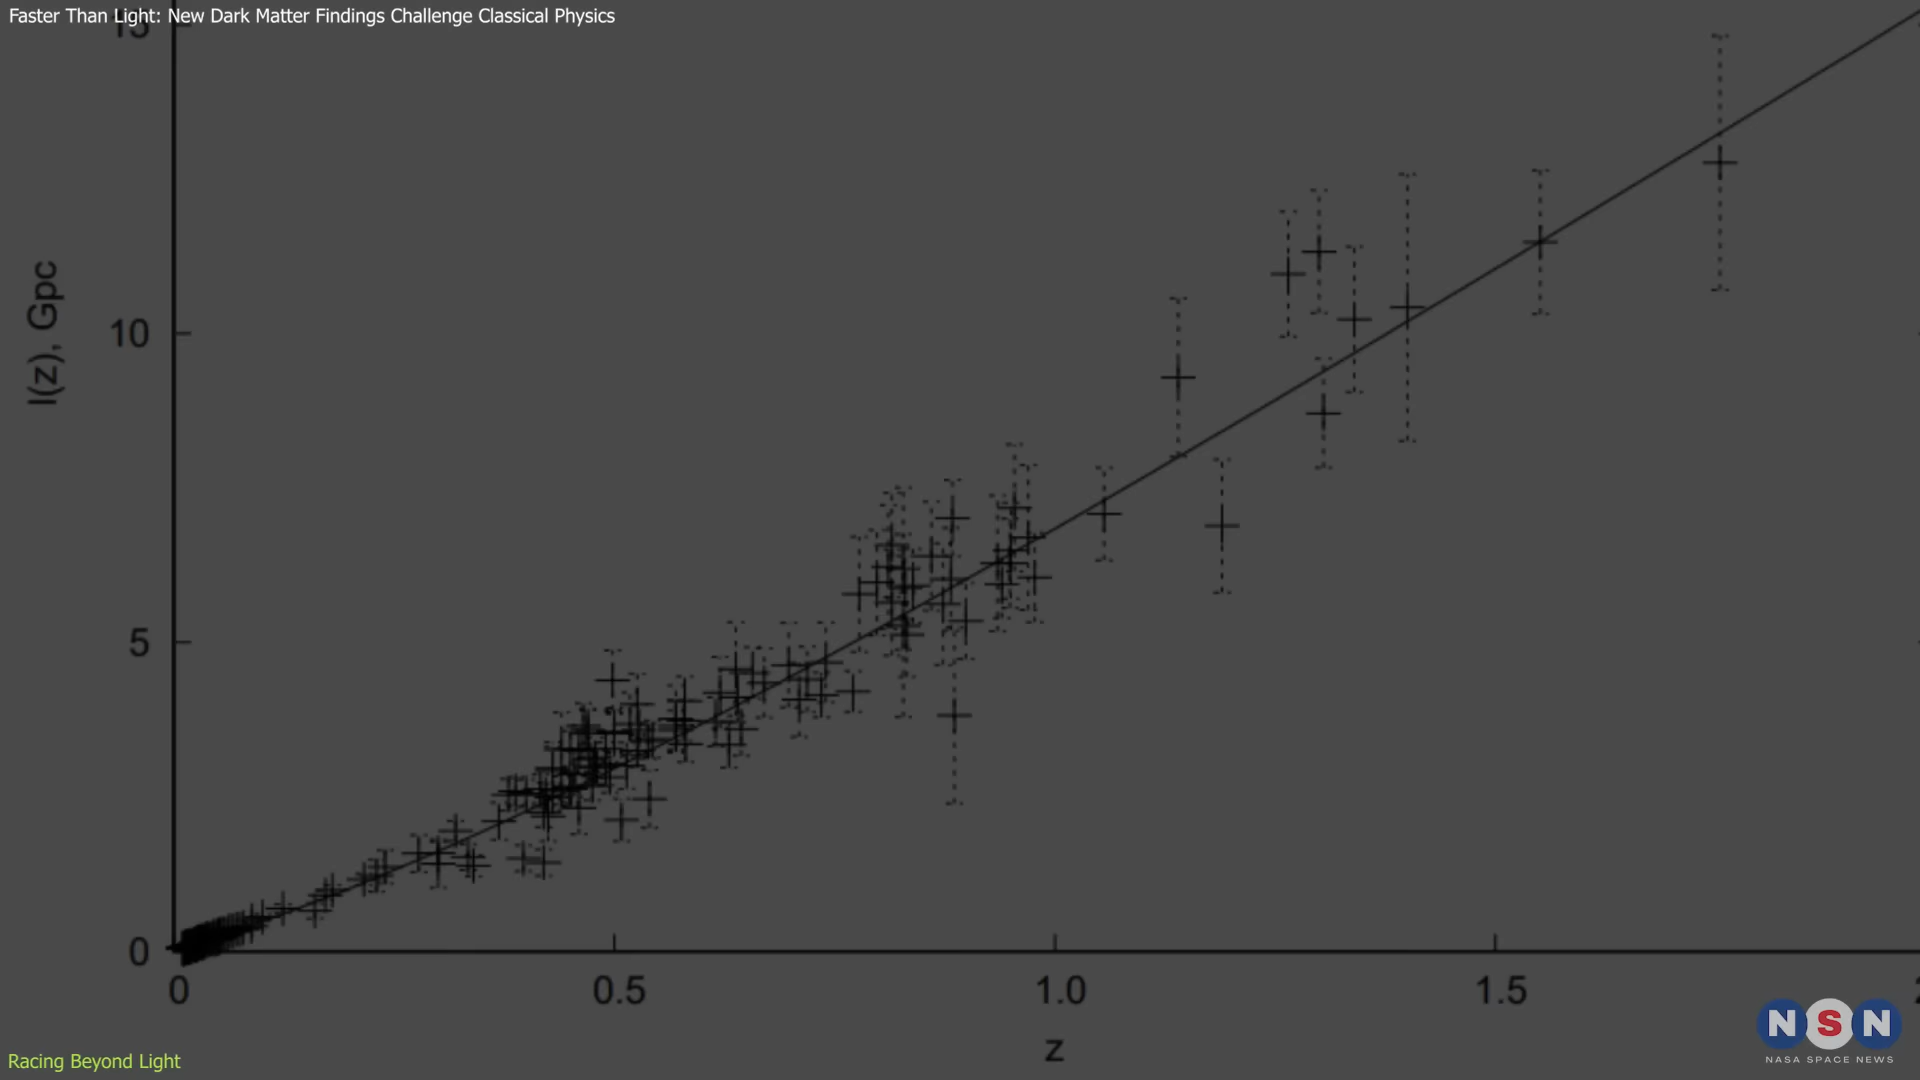 Faster Than Light: New Dark Matter Findings Challenge Classical Physics
15
l(z), Gpc
10
5
0
0
0.5
1.0
1.5
z
NSN
NASA SPACE NEWS
Racing Beyond Light